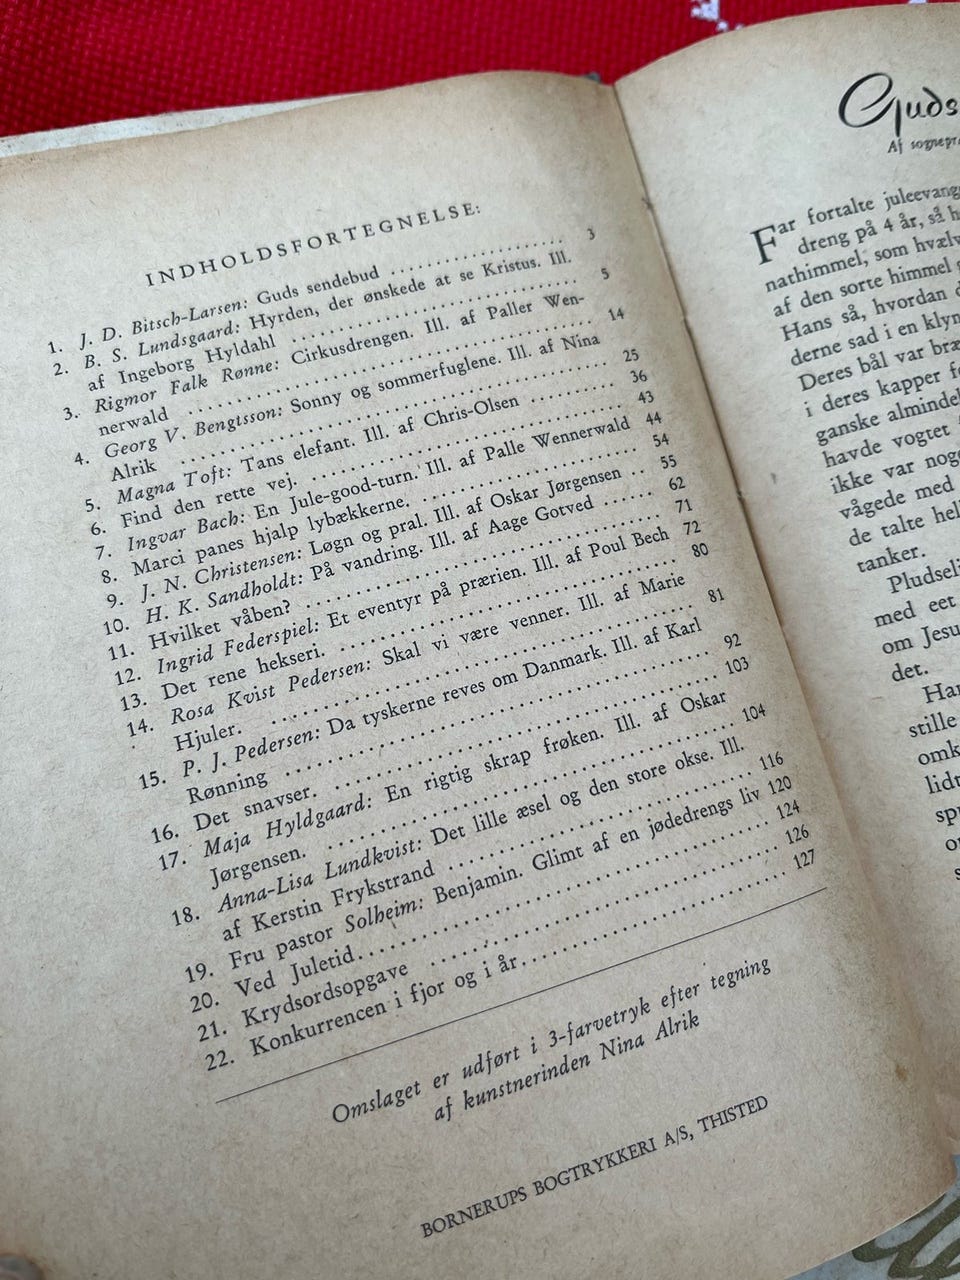 INDHOLDSFORTEGNELSE:
1. J. D. Bitsch-Larsen: Guds sendebud .................... 3
2. B. S. Lundsgaard: Hyrden, der ønskede at se Kristus. Ill.
af Ingeborg Hyldahl .................... 5
3. Rigmor Falk Rønne: Cirkusdrengen. Ill. af Paller Wen-
nerwald .................... 14
4. Georg V. Bengtsson: Sonny og sommerfuglene. Ill. af Nina
Alrik .................... 25
5. Magna Toft: Tans elefant. Ill. af Chris-Olsen .......... 36
6. Find den rette vej. .................... 43
7. Ingvar Bach: En Jule-good-turn. Ill. af Palle Wennerwald 44
8. Marci panes hjalp lybækkerne. .................... 54
9. J. N. Christensen: Løgn og pral. Ill. af Oskar Jørgensen .. 55
10. H. K. Sandholdt: På vandring. Ill. af Aage Gotved ...... 62
11. Hvilket våben? .................... 71
12. Ingrid Federspiel: Et eventyr på prærien. Ill. af Poul Bech 72
13. Det rene hekseri. .................... 80
14. Rosa Kvist Pedersen: Skal vi være venner. Ill. af Marie
Hjuler. .................... 81
15. P. J. Pedersen: Da tyskerne reves om Danmark. Ill. af Karl
Rønning .................... 92
16. Det snavser. .................... 103
17. Maja Hyldgaard: En rigtig skrap frøken. Ill. af Oskar
Jørgensen. .................... 104
18. Anna-Lisa Lundkvist: Det lille æsel og den store okse. Ill.
af Kerstin Frykstrand .................... 116
19. Fru pastor Solheim: Benjamin. Glimt af en jødedrengs liv 120
20. Ved Juletid.................... 124
21. Krydsordsopgave .................... 126
22. Konkurrencen i fjor og i år.................... 127
Omslaget er udført i 3-farvetryk efter tegning
af kunstnerinden Nina Alrik
BORNERUPS BOGTRYKKERI A/S, THISTED
Guds
Af
Far fortalte
dreng på 4 år, så
nathimmel, som
af den sorte himmel
Hans så, hvordan
derne sad i en
Deres bål var
i deres kapper
ganske
havde vogtet
ikke var
vågede med
de talte
tanker.
med eet
om
det.
stille